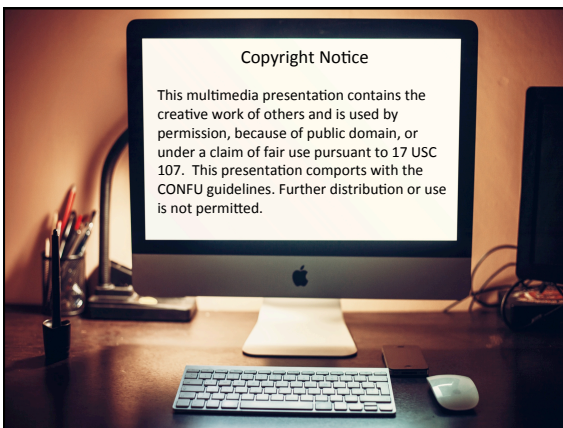 Copyright Notice
This multimedia presentation contains the
creative work of others and is used by
permission, because of public domain, or
under a claim of fair use pursuant to 17 USC
107.  This presentation comports with the
CONFU guidelines. Further distribution or use
is not permitted.